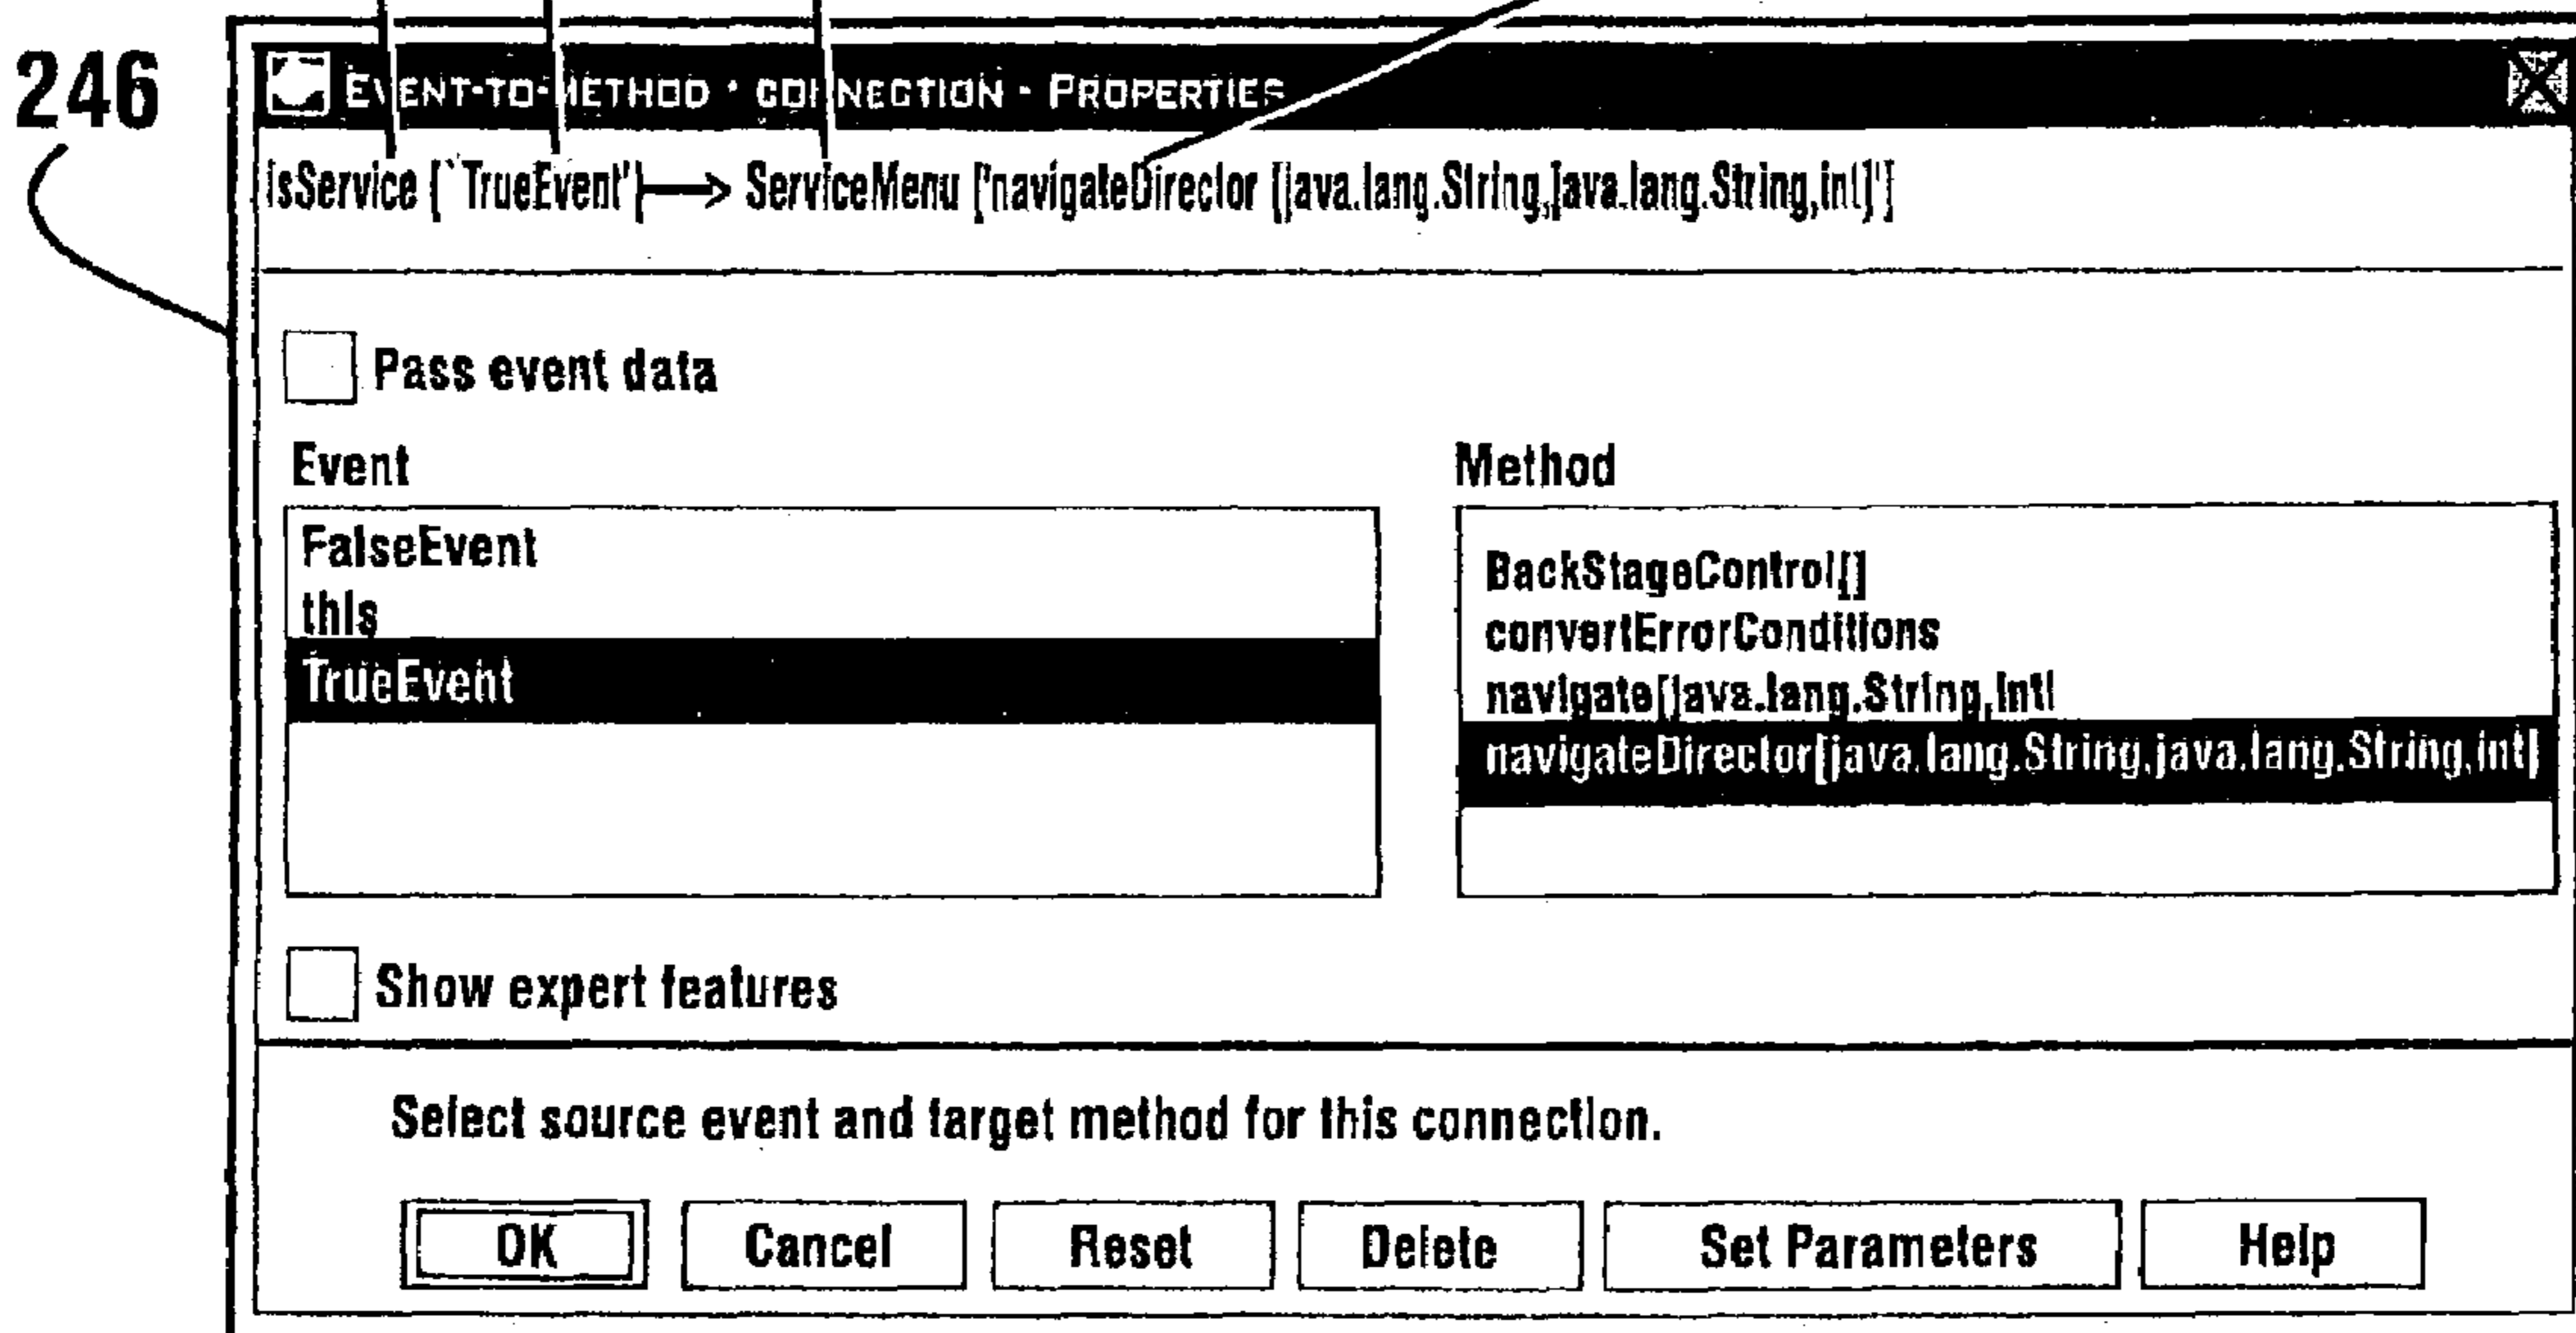 246
EVENT-TO-METHOD · CONNECTION - PROPERTIES
IsService [`TrueEvent']—> ServiceMenu ['navigateDirector [java.lang.String,java.lang.String,int]']
Pass event data
Event
Method
FalseEvent
this
TrueEvent
BackStageControl[]
convertErrorConditions
navigate[java.lang.String,int]
navigateDirector[java.lang.String,java.lang.String,int]
Show expert features
Select source event and target method for this connection.
OK Cancel Reset Delete Set Parameters Help